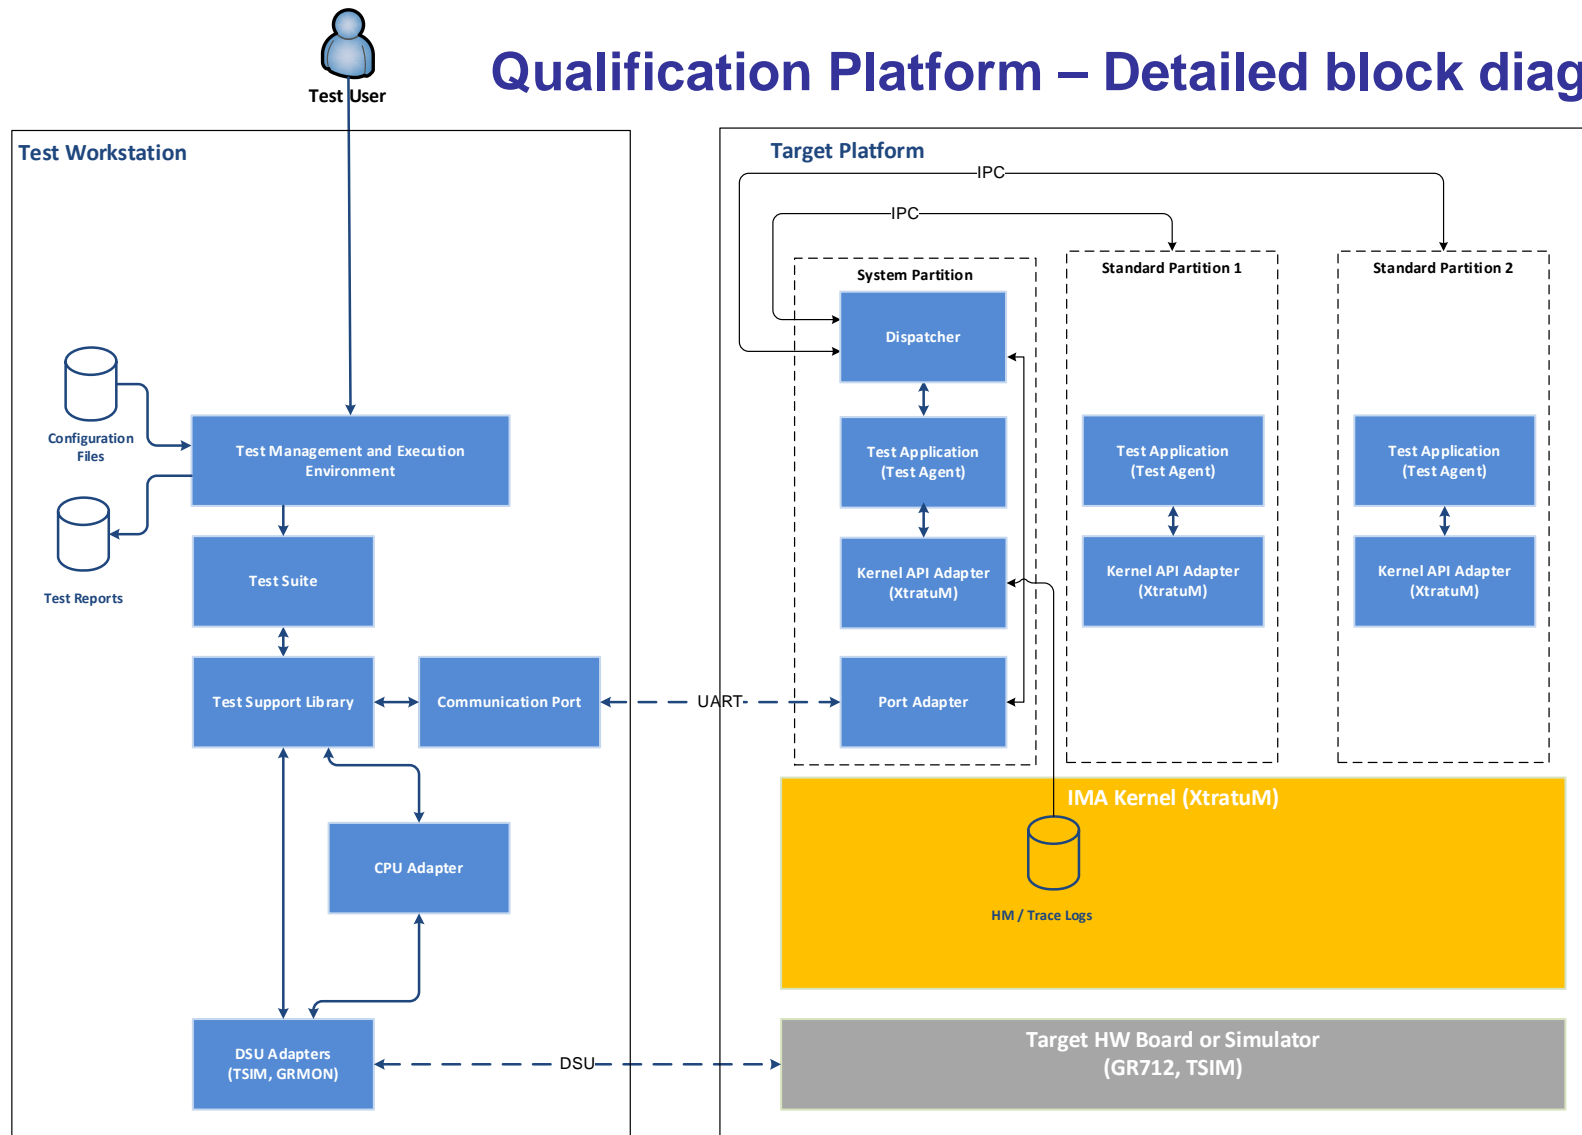 Qualification Platform – Detailed block diag
Test User
Test Workstation
Target Platform
IPC
IPC
System Partition
Standard Partition 1
Standard Partition 2
Dispatcher
Configuration
Files
Test Management and Execution
Environment
Test Application
(Test Agent)
Test Application
(Test Agent)
Test Application
(Test Agent)
Test Suite
Test Reports
Kernel API Adapter
(XtratuM)
Kernel API Adapter
(XtratuM)
Kernel API Adapter
(XtratuM)
Test Support Library
Communication Port
UART
Port Adapter
IMA Kernel (XtratuM)
CPU Adapter
HM / Trace Logs
DSU Adapters
(TSIM, GRMON)
DSU
Target HW Board or Simulator
(GR712, TSIM)